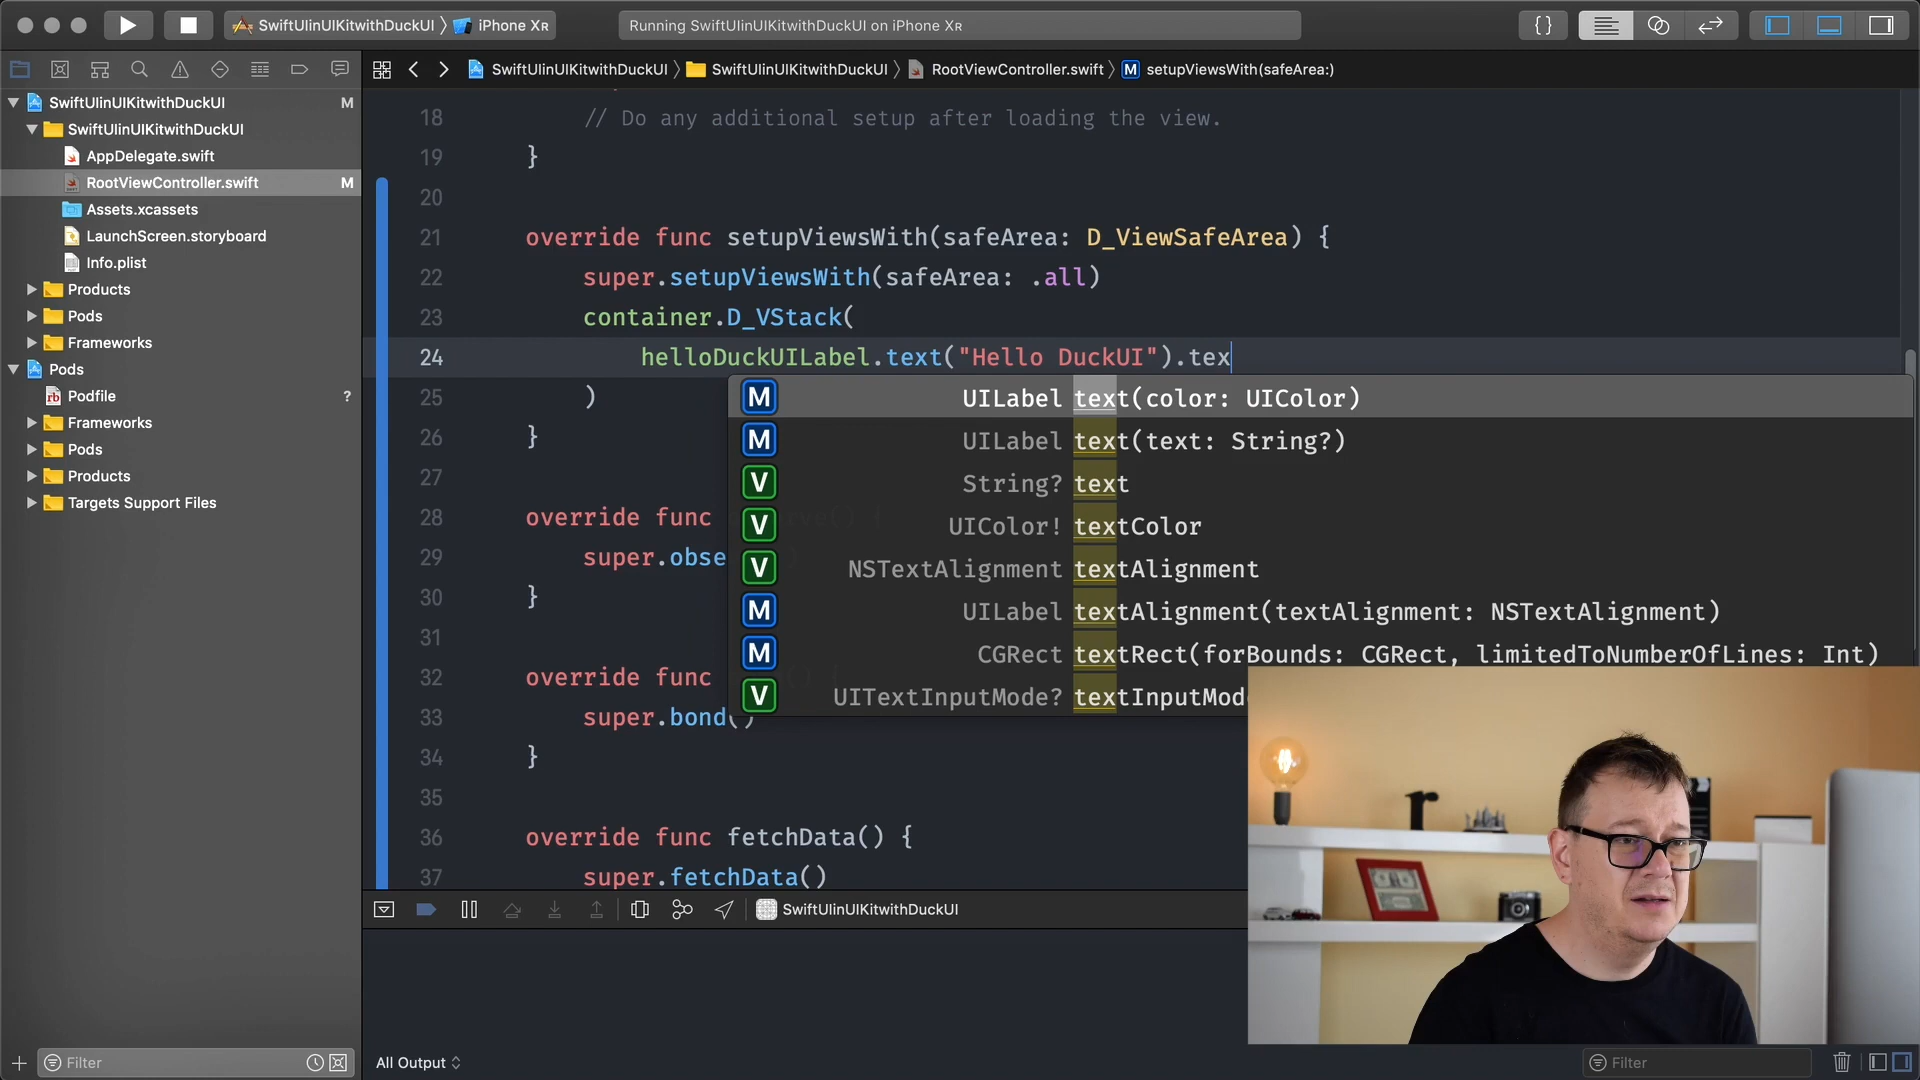 SwiftUIinUIKitwithDuckUI 〉 iPhone XR
Running SwiftUIinUIKitwithDuckUI on iPhone XR
{}
SwiftUIinUIKitwithDuckUI 〉 SwiftUIinUIKitwithDuckUI 〉 RootViewController.swift 〉 M setupViewsWith(safeArea:)
SwiftUIinUIKitwithDuckUI M
SwiftUIinUIKitwithDuckUI
AppDelegate.swift
RootViewController.swift M
Assets.xcassets
LaunchScreen.storyboard
Info.plist
Products
Pods
Frameworks
Pods
Podfile ?
Frameworks
Pods
Products
Targets Support Files
18 // Do any additional setup after loading the view.
19 }
20
21 override func setupViewsWith(safeArea: D_ViewSafeArea) {
22 super.setupViewsWith(safeArea: .all)
23 container.D_VStack(
24 helloDuckUILabel.text("Hello DuckUI").tex
25 )
26 }
27
28 override func
29 super.obse
30 }
31
32 override func
33 super.bond()
34 }
35
36 override func fetchData() {
37 super.fetchData()
M UILabel text(color: UIColor)
M UILabel text(text: String?)
V String? text
V UIColor! textColor
V NSTextAlignment textAlignment
M UILabel textAlignment(textAlignment: NSTextAlignment)
M CGRect textRect(forBounds: CGRect, limitedToNumberOfLines: Int)
V UITextInputMode? textInputMode
SwiftUIinUIKitwithDuckUI
Filter
All Output
Filter